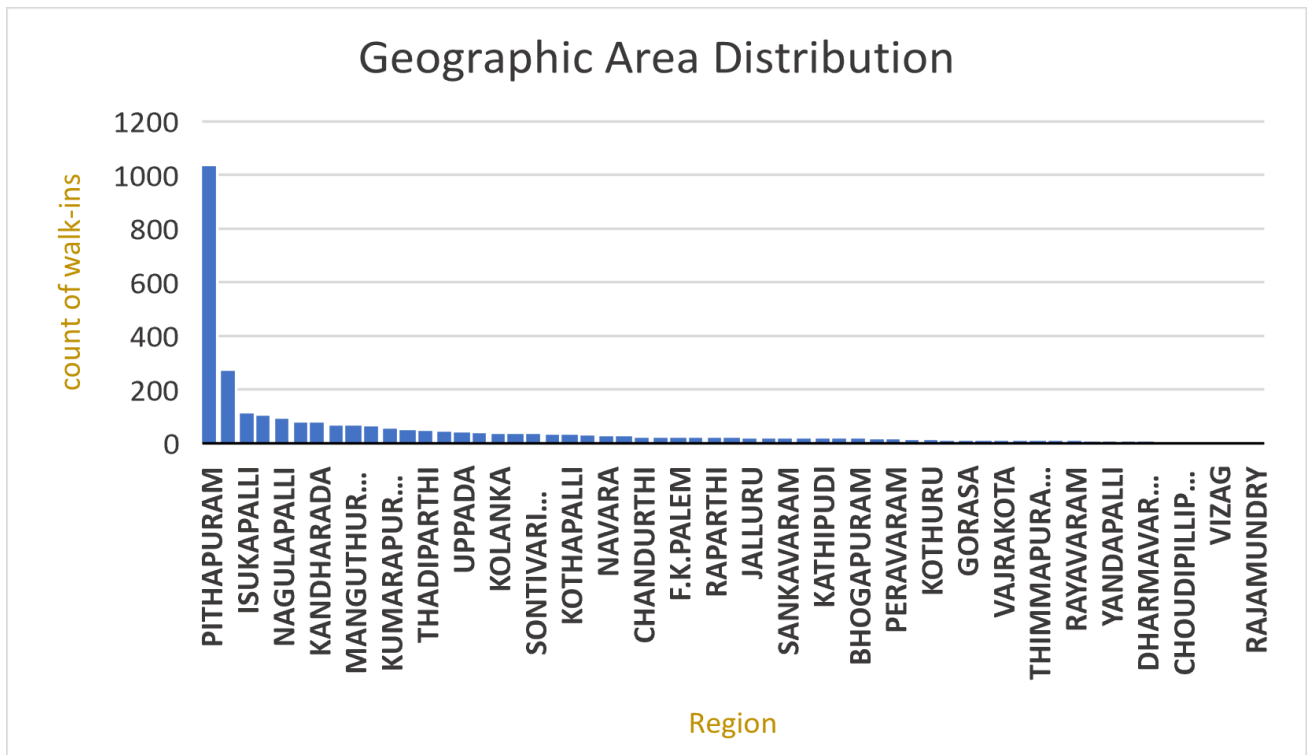 Geographic Area Distribution
1200
1000
800
600
400
200
0
count of walk-ins
PITHAPURAM
ISUKAPALLI
NAGULAPALLI
KANDHARADA
MANGUTHUR...
KUMARAPUR...
THADIPARTHI
UPPADA
KOLANKA
SONTIVARI...
KOTHAPALLI
NAVARA
CHANDURTHI
F.K.PALEM
RAPARTHI
JALLURU
SANKAVARAM
KATHIPUDI
BHOGAPURAM
PERAVARAM
KOTHURU
GORASA
VAJRAKOTA
THIMMAPURA...
RAYAVARAM
YANDAPALLI
DHARMAVAR...
CHOUDIPILLIP...
VIZAG
RAJAMUNDRY
Region